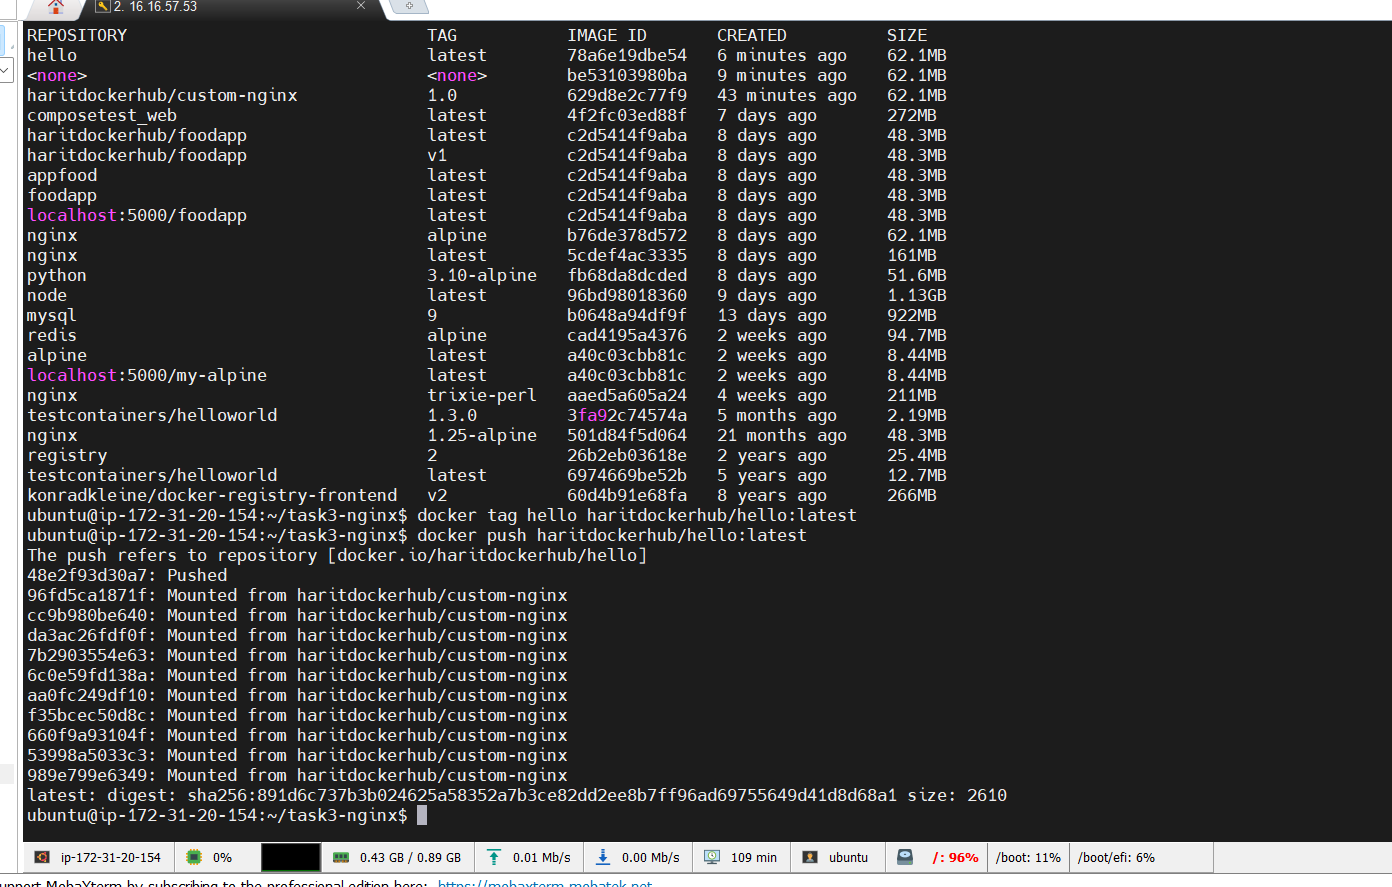 2. 16.16.57.53
REPOSITORY TAG IMAGE ID CREATED SIZE
hello latest 78a6e19dbe54 6 minutes ago 62.1MB
<none> <none> be53103980ba 9 minutes ago 62.1MB
haritdockerhub/custom-nginx 1.0 629d8e2c77f9 43 minutes ago 62.1MB
composetest_web latest 4f2fc03ed88f 7 days ago 272MB
haritdockerhub/foodapp latest c2d5414f9aba 8 days ago 48.3MB
haritdockerhub/foodapp v1 c2d5414f9aba 8 days ago 48.3MB
appfood latest c2d5414f9aba 8 days ago 48.3MB
foodapp latest c2d5414f9aba 8 days ago 48.3MB
localhost:5000/foodapp latest c2d5414f9aba 8 days ago 48.3MB
nginx alpine b76de378d572 8 days ago 62.1MB
nginx latest 5cdef4ac3335 8 days ago 161MB
python 3.10-alpine fb68da8dcded 8 days ago 51.6MB
node latest 96bd98018360 9 days ago 1.13GB
mysql 9 b0648a94df9f 13 days ago 922MB
redis alpine cad4195a4376 2 weeks ago 94.7MB
alpine latest a40c03cbb81c 2 weeks ago 8.44MB
localhost:5000/my-alpine latest a40c03cbb81c 2 weeks ago 8.44MB
nginx trixie-perl aaed5a605a24 4 weeks ago 211MB
testcontainers/helloworld 1.3.0 3fa92c74574a 5 months ago 2.19MB
nginx 1.25-alpine 501d84f5d064 21 months ago 48.3MB
registry 2 26b2eb03618e 2 years ago 25.4MB
testcontainers/helloworld latest 6974669be52b 5 years ago 12.7MB
konradkleine/docker-registry-frontend v2 60d4b91e68fa 8 years ago 266MB
ubuntu@ip-172-31-20-154:~/task3-nginx$ docker tag hello haritdockerhub/hello:latest
ubuntu@ip-172-31-20-154:~/task3-nginx$ docker push haritdockerhub/hello:latest
The push refers to repository [docker.io/haritdockerhub/hello]
48e2f93d30a7: Pushed
96fd5ca1871f: Mounted from haritdockerhub/custom-nginx
cc9b980be640: Mounted from haritdockerhub/custom-nginx
da3ac26fdf0f: Mounted from haritdockerhub/custom-nginx
7b2903554e63: Mounted from haritdockerhub/custom-nginx
6c0e59fd138a: Mounted from haritdockerhub/custom-nginx
aa0fc249df10: Mounted from haritdockerhub/custom-nginx
f35bcec50d8c: Mounted from haritdockerhub/custom-nginx
660f9a93104f: Mounted from haritdockerhub/custom-nginx
53998a5033c3: Mounted from haritdockerhub/custom-nginx
989e799e6349: Mounted from haritdockerhub/custom-nginx
latest: digest: sha256:891d6c737b3b024625a58352a7b3ce82dd2ee8b7ff96ad69755649d41d8d68a1 size: 2610
ubuntu@ip-172-31-20-154:~/task3-nginx$
ip-172-31-20-154 0% 0.43 GB / 0.89 GB 0.01 Mb/s 0.00 Mb/s 109 min ubuntu /: 96% /boot: 11% /boot/efi: 6%
upport MobaXterm by subscribing to the professional edition here: https://mobaxterm.mobatek.net